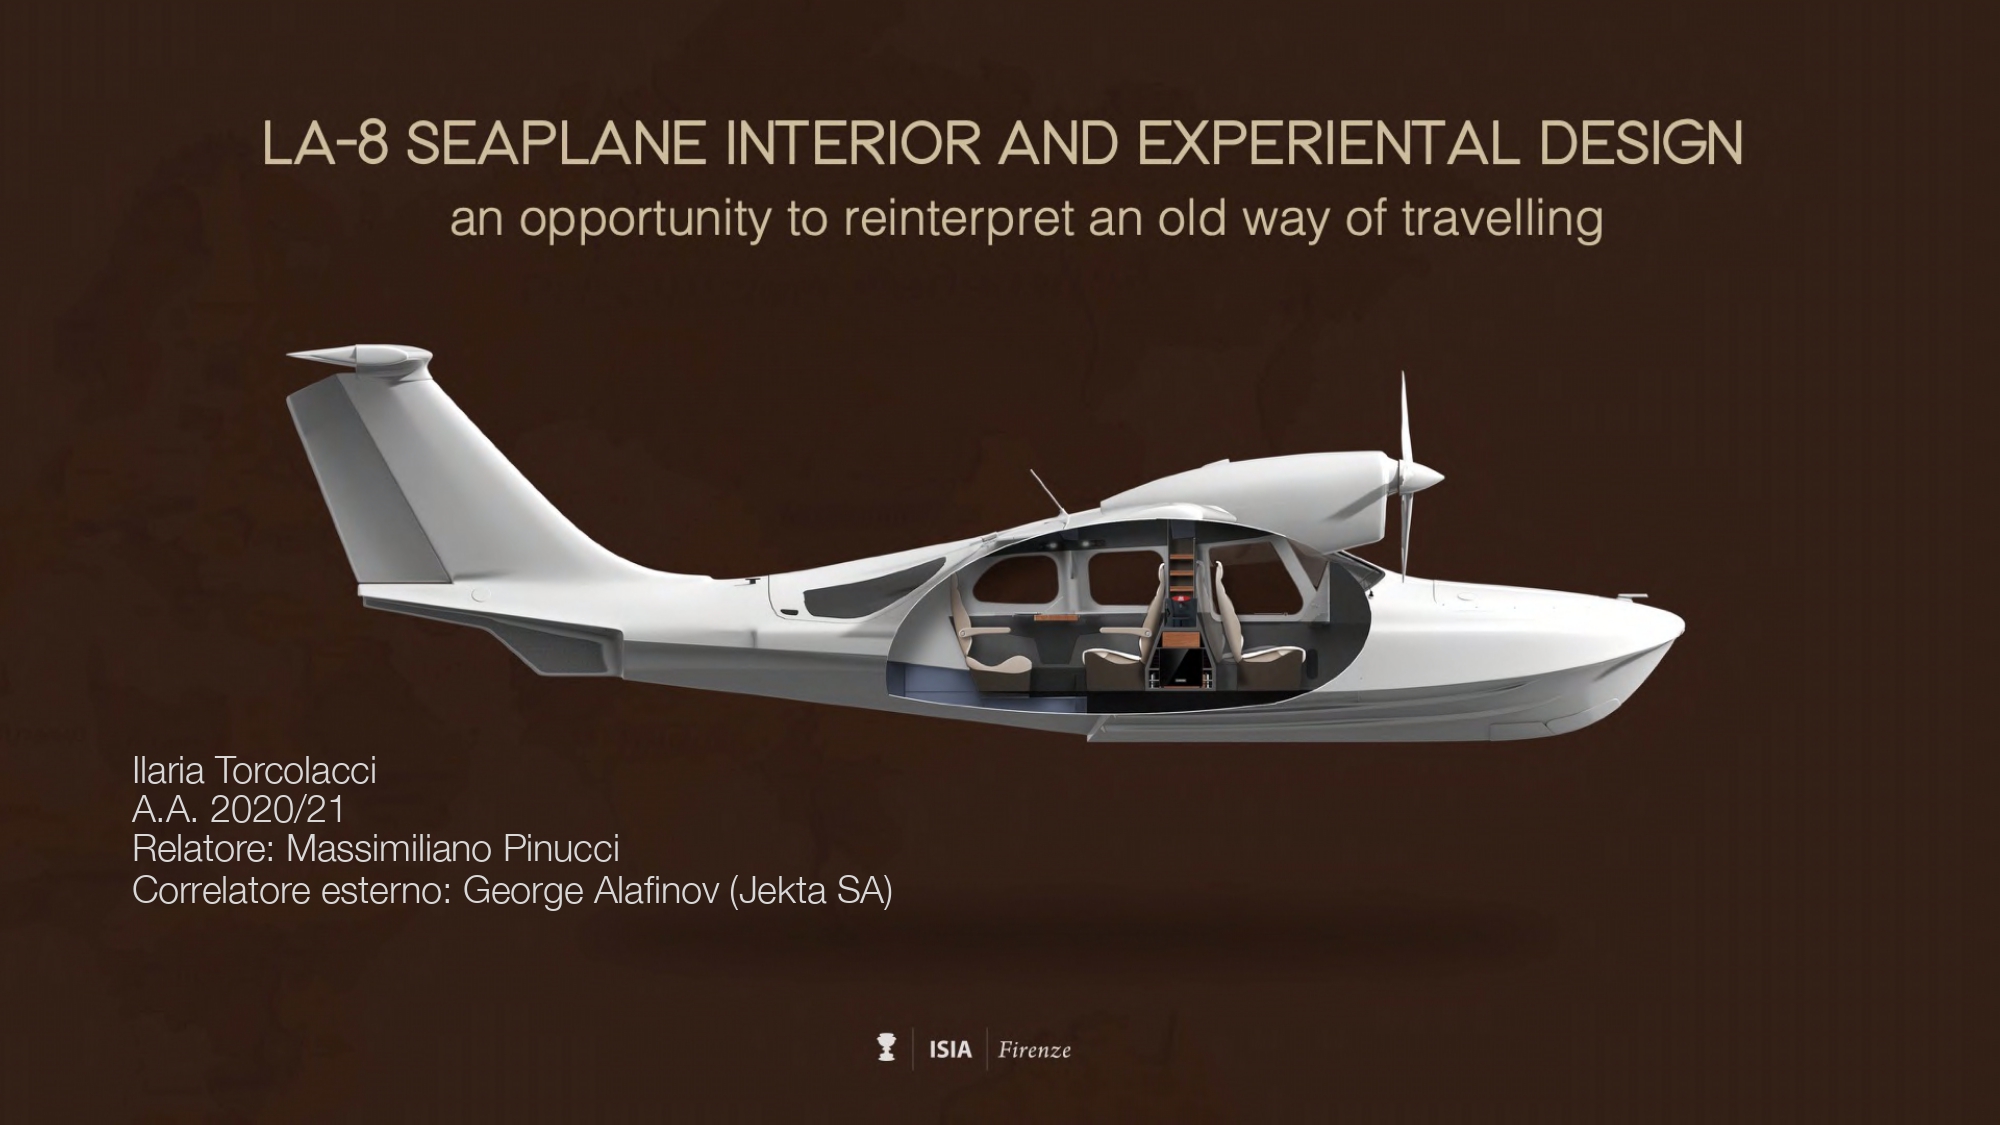 LA-8 SEAPLANE INTERIOR AND EXPERIENTAL DESIGN
an opportunity to reinterpret an old way of travelling
Ilaria Torcolacci
A.A. 2020/21
Relatore: Massimiliano Pinucci
Correlatore esterno: George Alafinov (Jekta SA)
ISIA Firenze